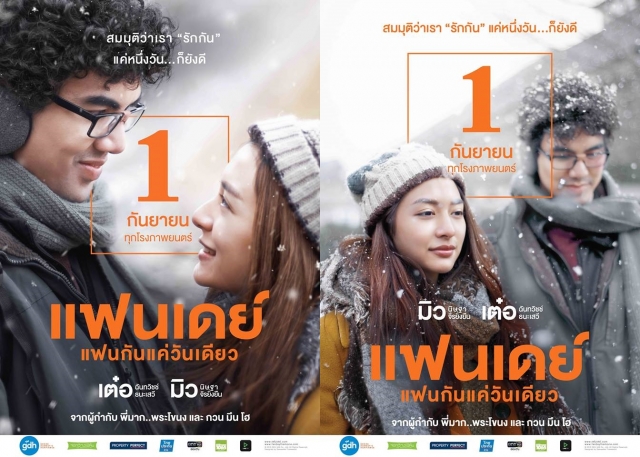 สมมุติว่าเรา “รักกัน”
แค่หนึ่งวัน...ก็ยังดี
1
กันยายน
ทุกโรงภาพยนตร์
แฟนเดย์
แฟนกันแค่วันเดียว
เต๋อ ฉันทวิชช์ ธนะเสวี มิว นิษฐา จิรยั่งยืน
จากผู้กำกับ พี่มาก..พระโขนง และ กวน มึน โฮ
gdh
PROPERTY PERFECT
สมมุติว่าเรา “รักกัน” แค่หนึ่งวัน...ก็ยังดี
1
กันยายน
ทุกโรงภาพยนตร์
มิว นิษฐา จิรยั่งยืน เต๋อ ฉันทวิชช์ ธนะเสวี
แฟนเดย์
แฟนกันแค่วันเดียว
จากผู้กำกับ พี่มาก..พระโขนง และ กวน มึน โฮ
gdh
PROPERTY PERFECT